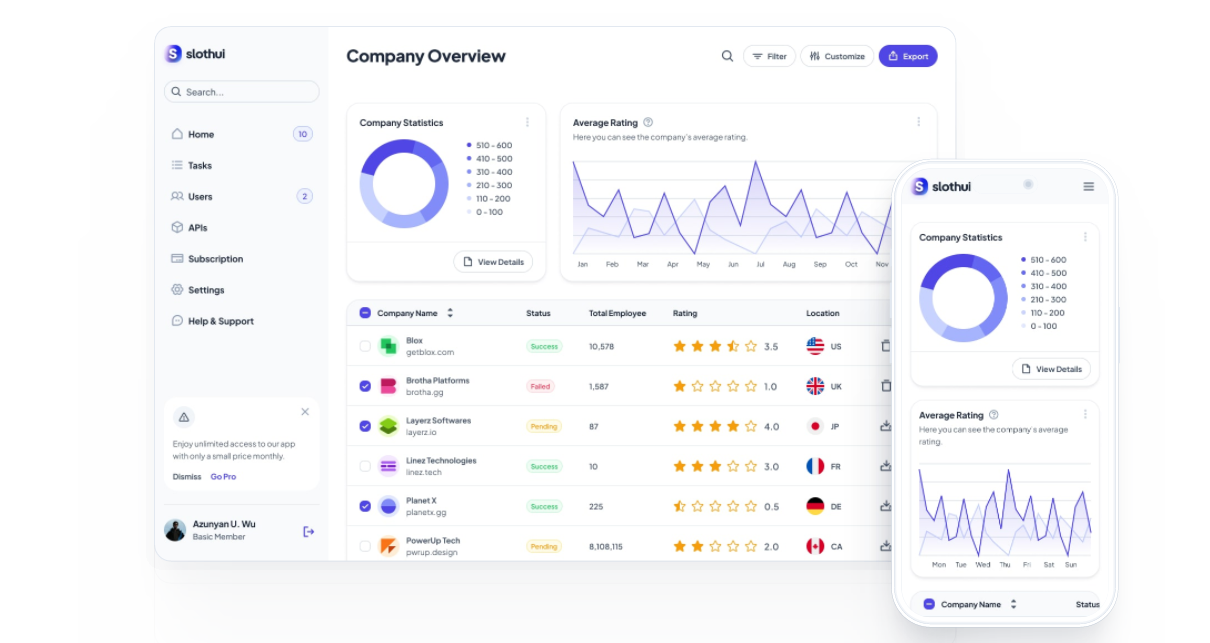 slothui
Search...
Home
10
Tasks
Users
2
APIs
Subscription
Settings
Help & Support
Enjoy unlimited access to our app
with only a small price monthly.
Dismiss Go Pro
Azunyan U. Wu
Basic Member
Company Overview
Filter
Customize
Export
Company Statistics
510 - 600
410 - 500
310 - 400
210 - 300
110 - 200
0 - 100
View Details
Average Rating
Here you can see the company's average rating.
Jan Feb Mar Apr May Jun Jul Aug Sep Oct Nov
Company Name Status Total Employee Rating Location
Blox
getblox.com
Success 10,578 3.5 US
Brotha Platforms
brotha.gg
Failed 1,587 1.0 UK
Layerz Softwares
layerz.io
Pending 87 4.0 JP
Linez Technologies
linez.tech
Success 10 3.0 FR
Planet X
planetx.gg
Success 225 0.5 DE
PowerUp Tech
pwrup.design
Pending 8,108,115 2.0 CA
slothui
Company Statistics
510 - 600
410 - 500
310 - 400
210 - 300
110 - 200
0 - 100
View Details
Average Rating
Here you can see the company's average
rating.
Mon Tue Wed Thu Fri Sat Sun
Company Name Status